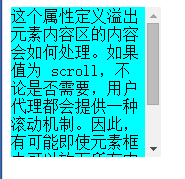 这个属性定义溢出
元素内容区的内容
会如何处理。如果
值为 scroll，不
论是否需要，用户
代理都会提供一种
滚动机制。因此，
有可能即使元素框